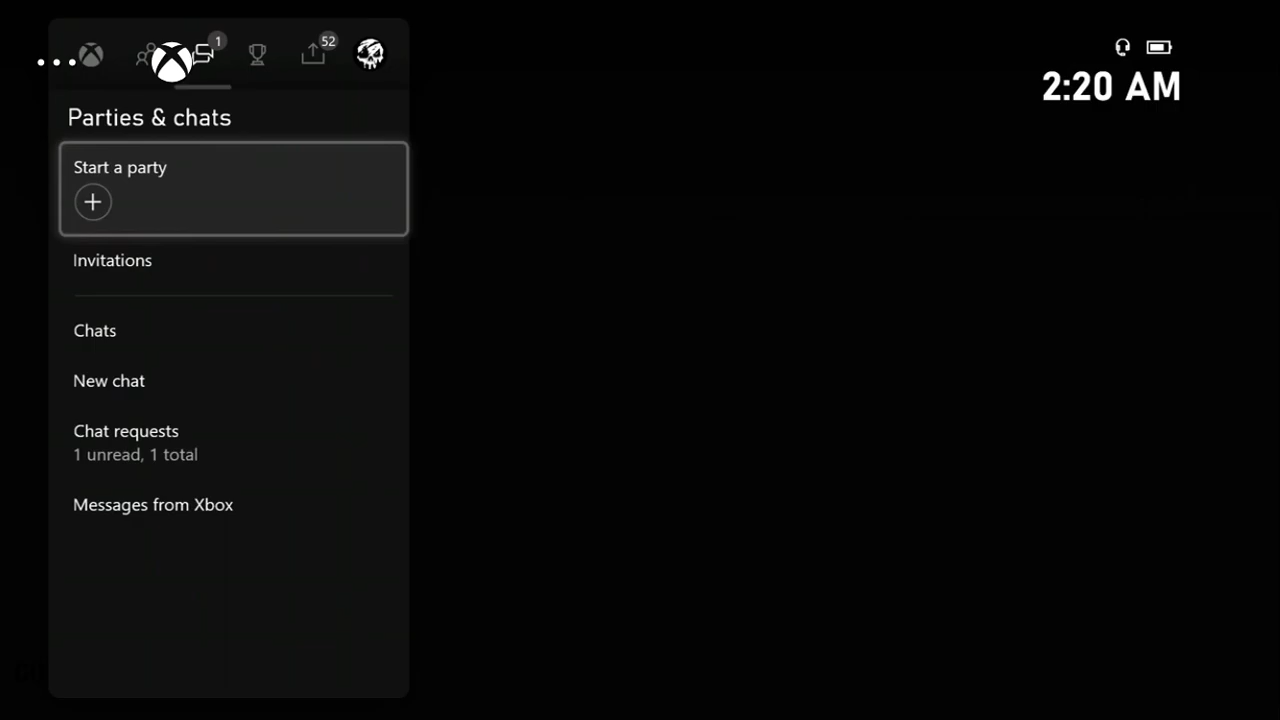 1
52
2:20 AM
Parties & chats
Start a party
Invitations
Chats
New chat
Chat requests
1 unread, 1 total
Messages from Xbox